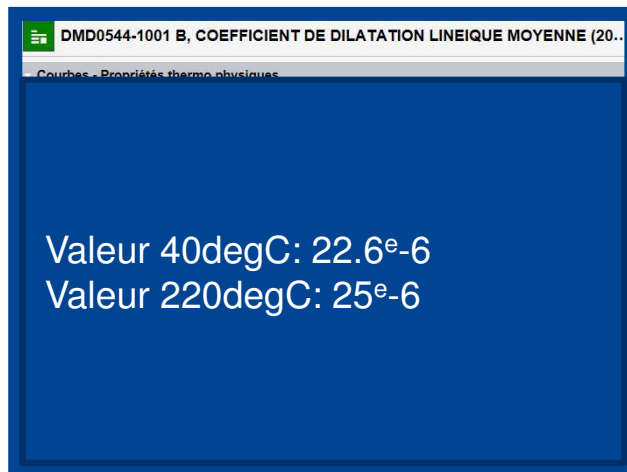 DMD0544-1001 B, COEFFICIENT DE DILATATION LINEIQUE MOYENNE (20..
Courbes - Propriétés thermo physiques
Valeur 40degC: 22.6ᵉ-6
Valeur 220degC: 25ᵉ-6